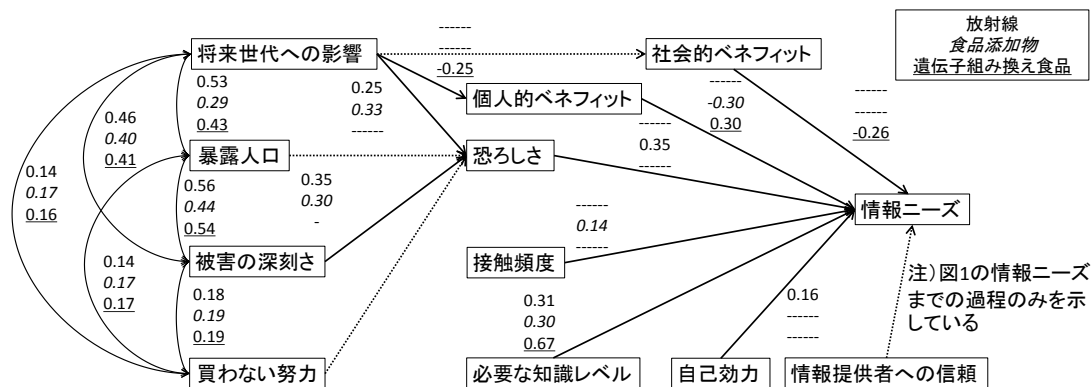 放射線
食品添加物
遺伝子組み換え食品
------
------
-0.25
将来世代への影響
社会的ベネフィット
0.53
0.29
0.43
0.25
0.33
------
個人的ベネフィット
------
-0.30
0.30
------
------
-0.26
0.46
0.40
0.41
------
0.35
------
暴露人口
恐ろしさ
0.14
0.17
0.16
0.56
0.44
0.54
0.35
0.30
-
------
0.14
------
情報ニーズ
被害の深刻さ
接触頻度
0.14
0.17
0.17
0.18
0.19
0.19
0.31
0.30
0.67
0.16
------
------
注)図1の情報ニーズ
までの過程のみを示
している
買わない努力
必要な知識レベル
自己効力
情報提供者への信頼